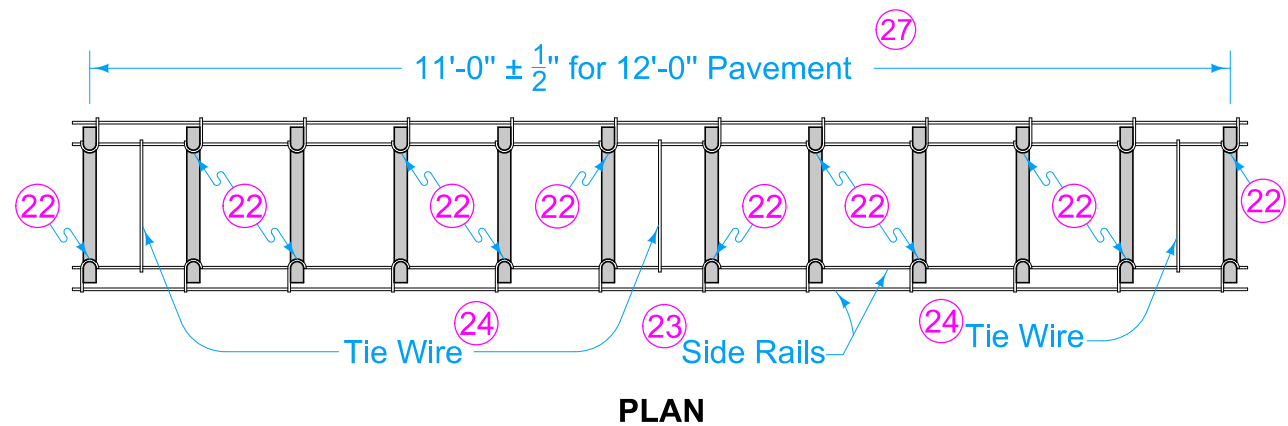 27
11'-0" ± 1/2" for 12'-0" Pavement
22 22 22 22 22 22 22 22
24 23 24
Tie Wire Side Rails Tie Wire
PLAN